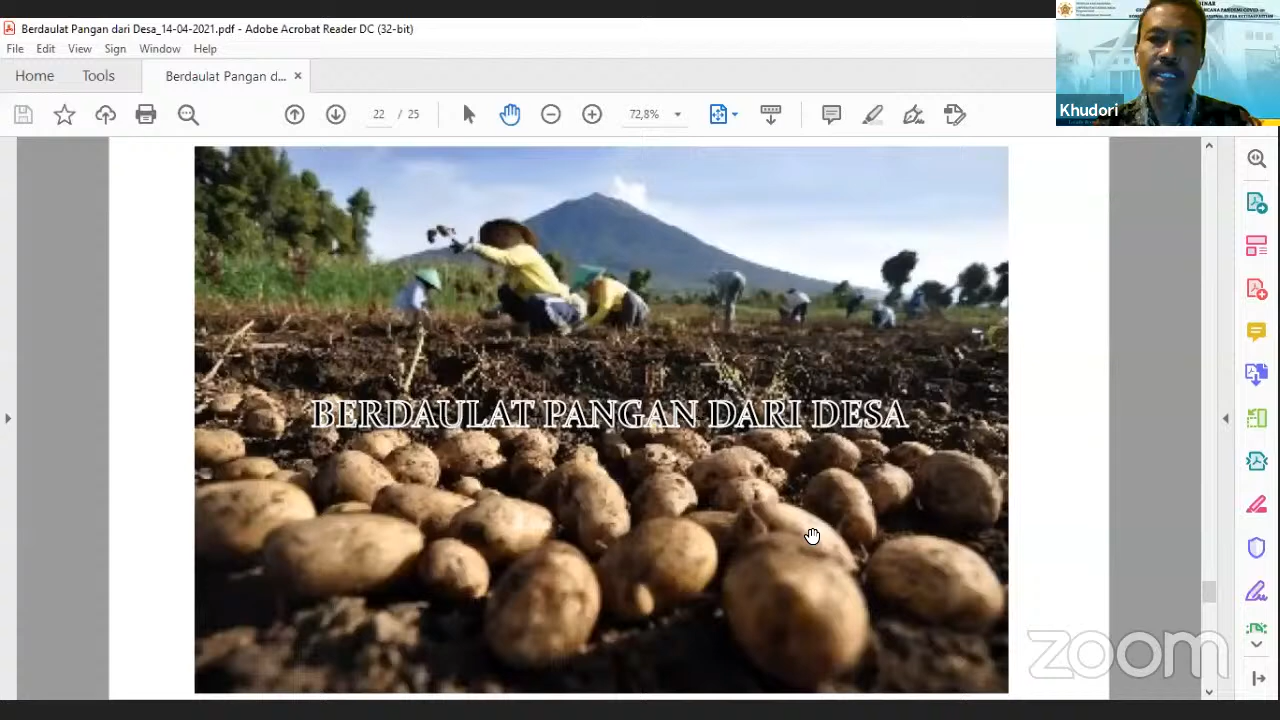 Berdaulat Pangan dari Desa_14-04-2021.pdf - Adobe Acrobat Reader DC (32-bit)
File Edit View Sign Window Help
Home Tools Berdaulat Pangan d... ×
22 / 25 72,8%
Khudori
BERDAULAT PANGAN DARI DESA
zoom